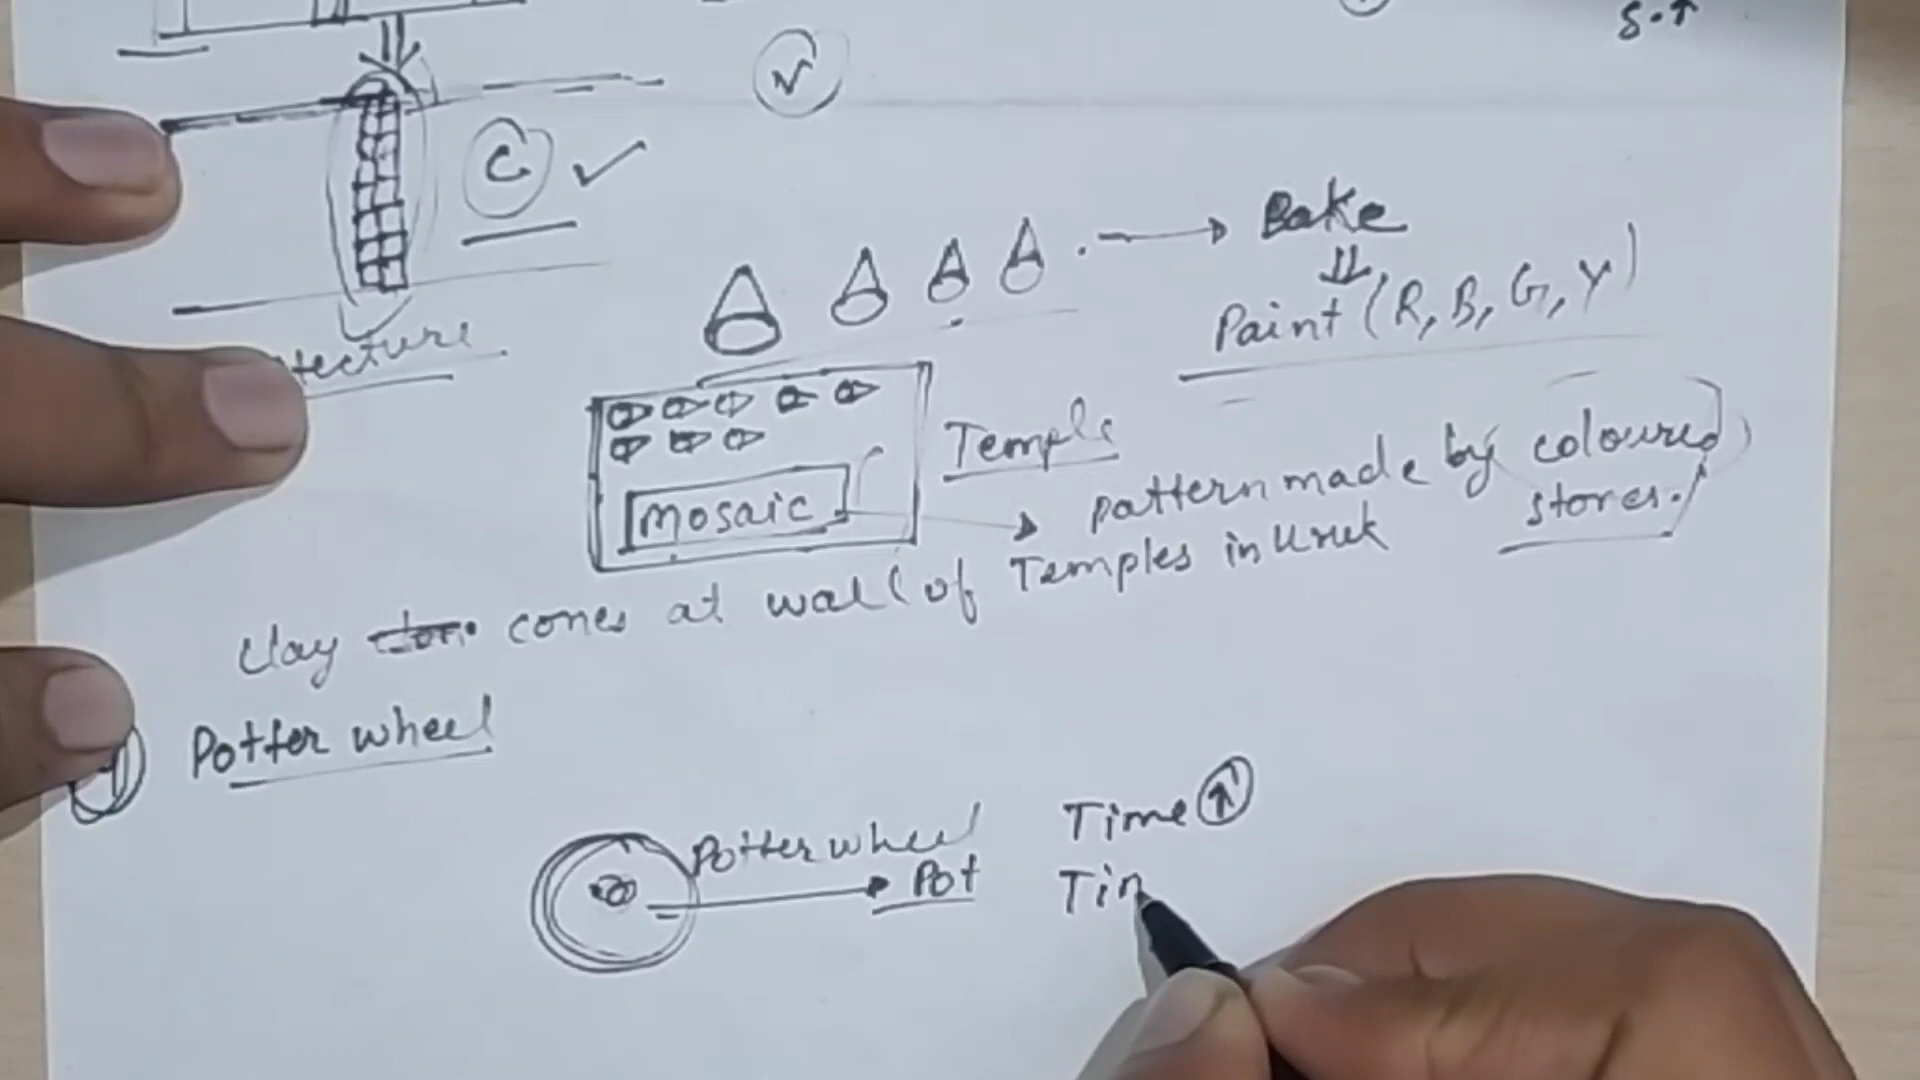 S.T
C
Bake
Paint (R, B, G, Y)
tecture
Temple
mosaic
pattern made by coloured
stones.
Clay cones at wall of Temples in Uruk
Potter wheel
Potter wheel
Pot
Time ↑
Tim